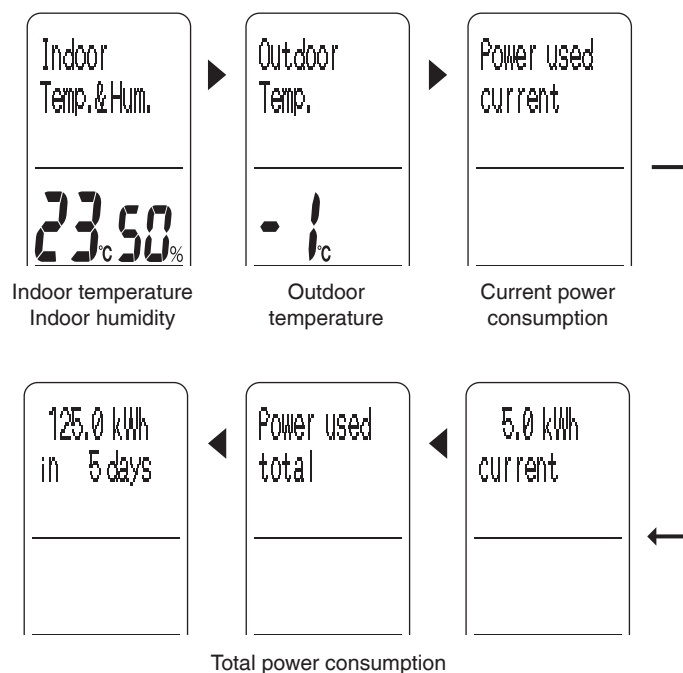 Indoor
Temp.&Hum.
23°C 50%
Indoor temperature
Indoor humidity
Outdoor
Temp.
-1°C
Outdoor
temperature
Power used
current
Current power
consumption
125.0 kWh
in 5 days
Power used
total
5.0 kWh
current
Total power consumption